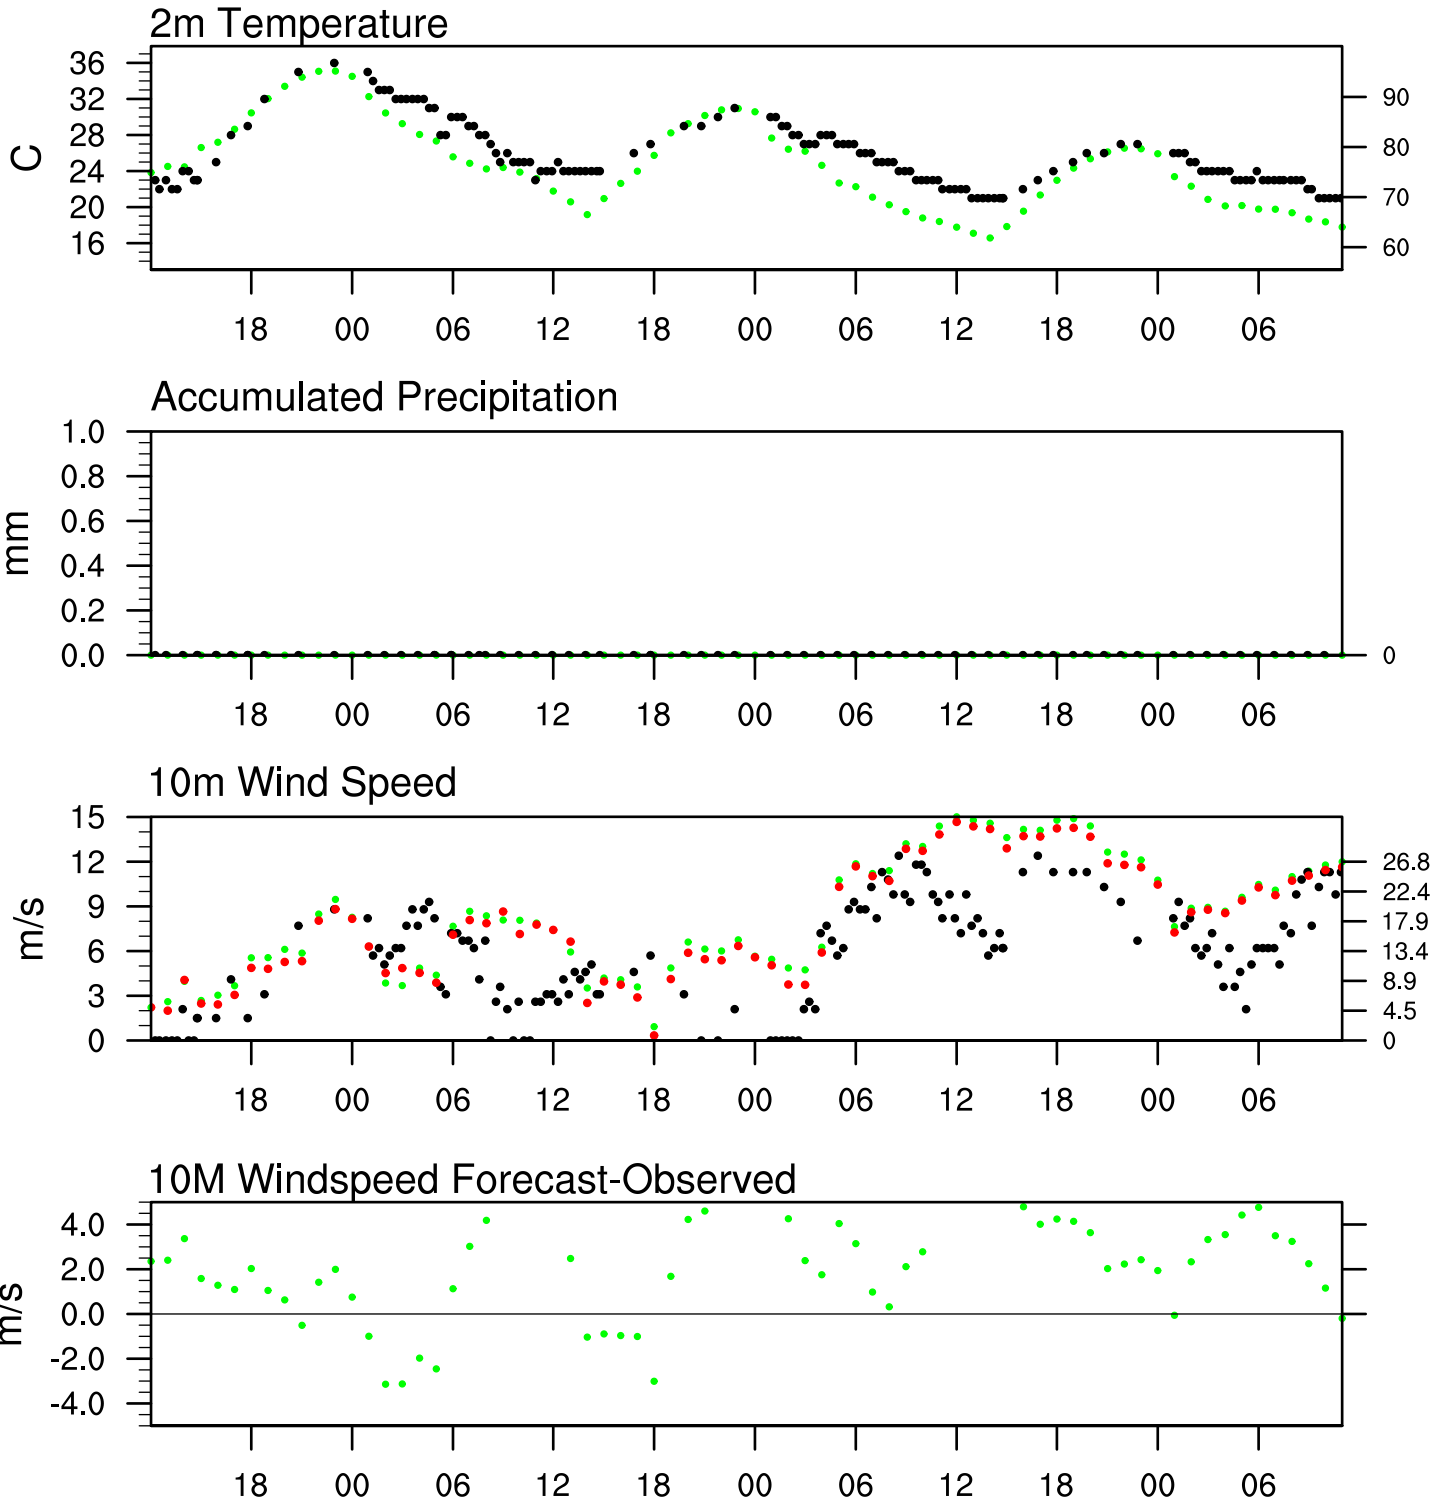 2m Temperature
36
32
28
24
20
16
C
90
80
70
60
18 00 06 12 18 00 06 12 18 00 06
Accumulated Precipitation
1.0
0.8
0.6
0.4
0.2
0.0
mm
0
18 00 06 12 18 00 06 12 18 00 06
10m Wind Speed
15
12
9
6
3
0
m/s
26.8
22.4
17.9
13.4
8.9
4.5
0
18 00 06 12 18 00 06 12 18 00 06
10M Windspeed Forecast-Observed
4.0
2.0
0.0
-2.0
-4.0
m/s
18 00 06 12 18 00 06 12 18 00 06